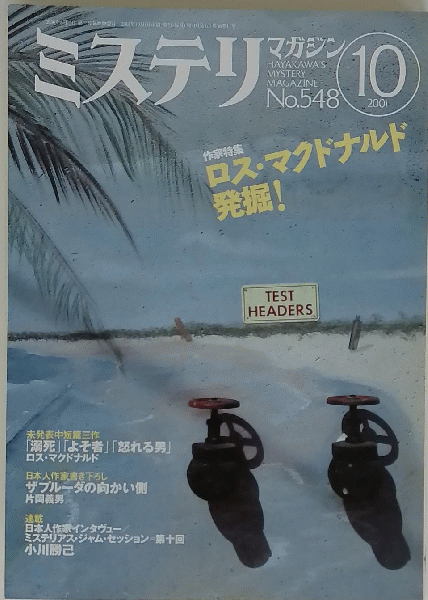 ミステリ
マガジン
HAYAKAWA'S
MYSTERY
MAGAZINE
No.548
10
2001
作家特集
ロス・マクドナルド
発掘!
TEST
HEADERS
未発表中短篇三作
「溺死」「よそ者」「怒れる男」
ロス・マクドナルド
日本人作家書き下ろし
ザブルーダの向かい側
片岡義男
連載
日本人作家インタヴュー/
ミステリアス・ジャム・セッション=第十回
小川勝己